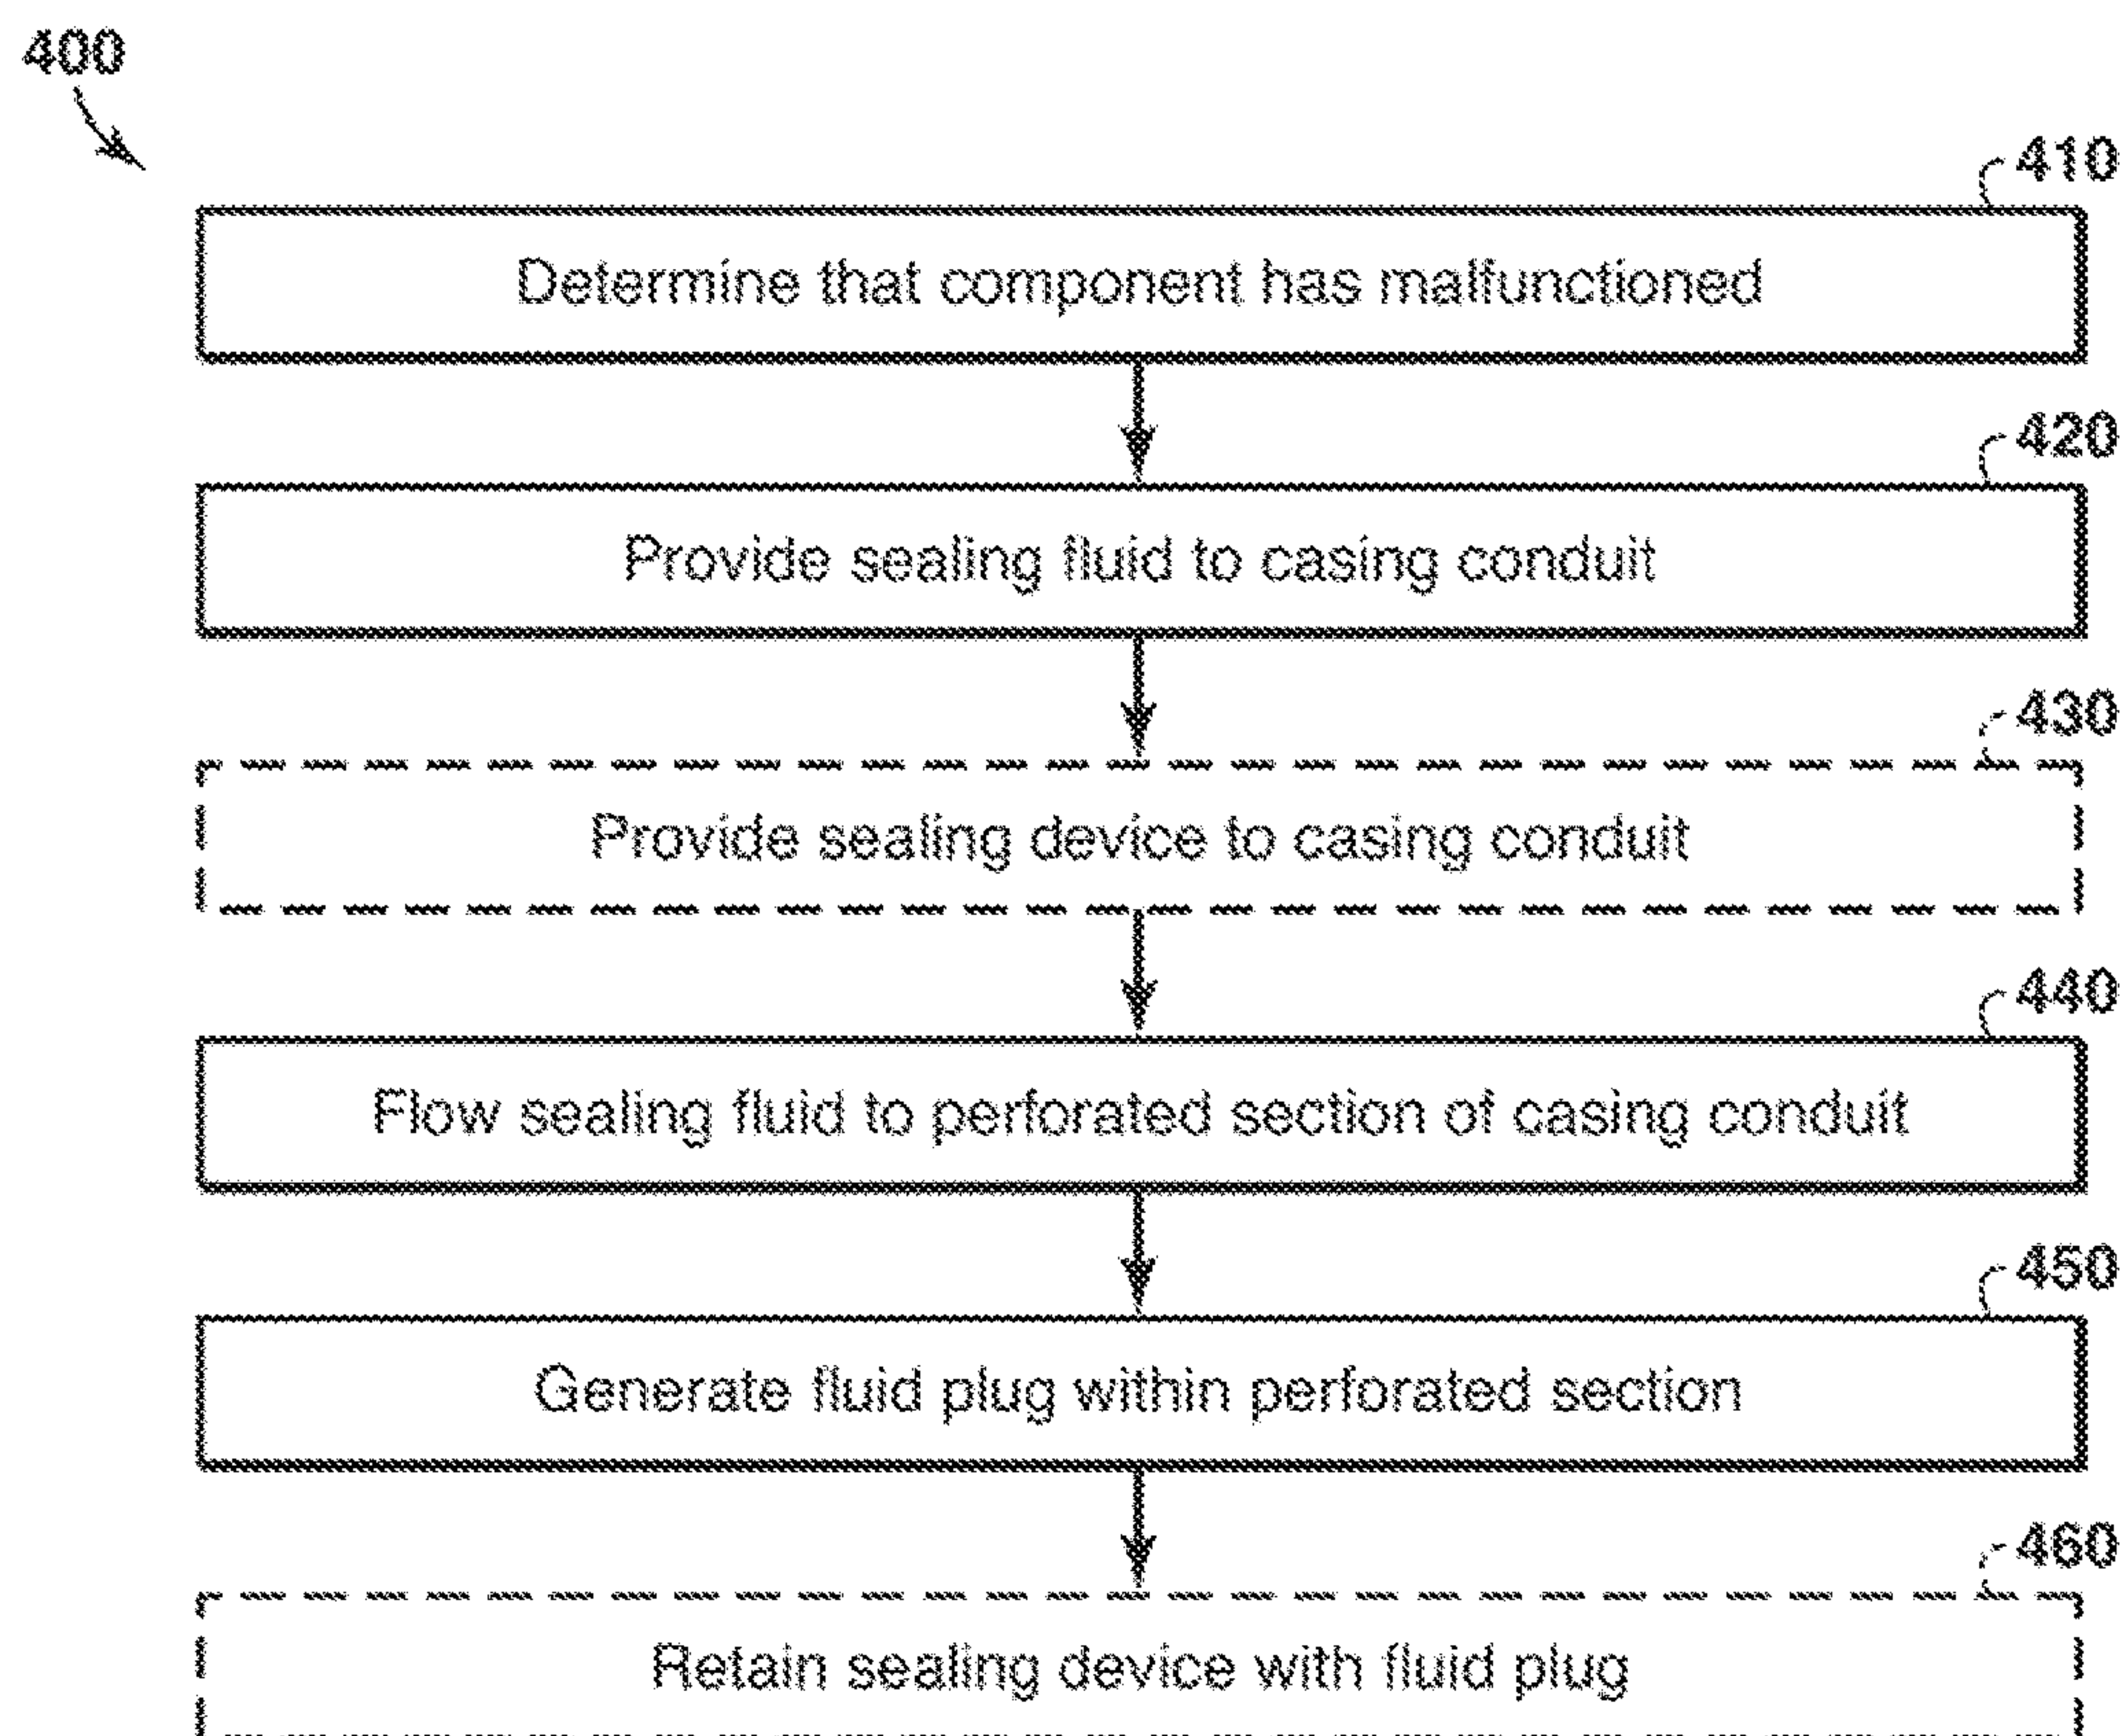 400
410
Determine that component has malfunctioned
420
Provide sealing fluid to casing conduit
430
Provide sealing device to casing conduit
440
Flow sealing fluid to perforated section of casing conduit
450
Generate fluid plug within perforated section
460
Retain sealing device with fluid plug